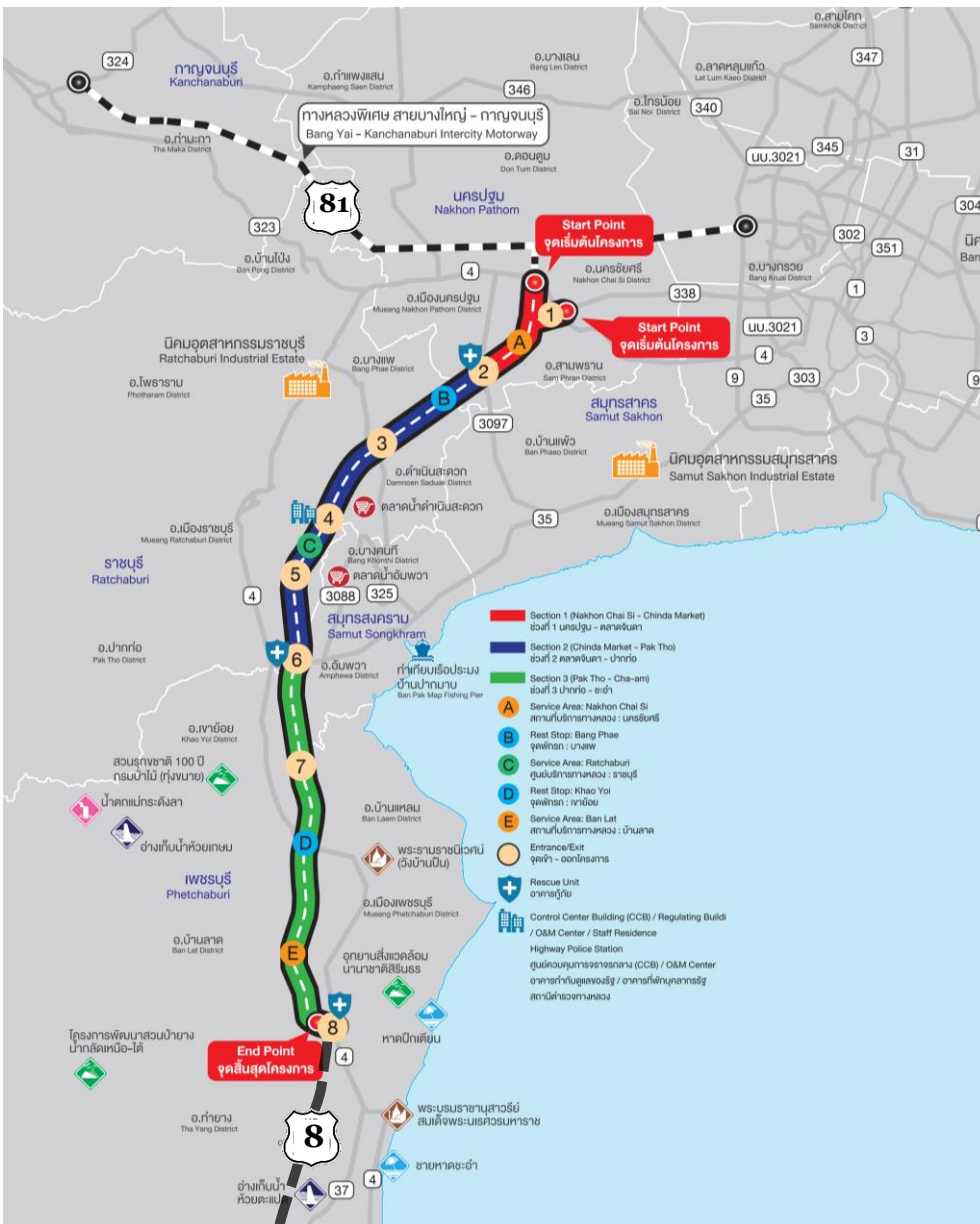 อ.สามโคก
Samkhok District
324
กาญจนบุรี
Kanchanaburi
อ.กำแพงแสน
Kamphaeng Saen District
อ.บางเลน
Bang Len District
346
อ.ลาดหลุมแก้ว
Lat Lum Kaeo District
347
อ.ไทรน้อย
Sai Noi District
340
ทางหลวงพิเศษ สายบางใหญ่ - กาญจนบุรี
Bang Yai - Kanchanaburi Intercity Motorway
อ.ท่ามะกา
Tha Maka District
อ.ดอนตูม
Don Tum District
นบ.3021
345
31
81
นครปฐม
Nakhon Pathom
304
323
Start Point
จุดเริ่มต้นโครงการ
302
351
นิค
Ban
อ.บ้านโป่ง
Ban Pong District
4
อ.นครชัยศรี
Nakhon Chai Si District
อ.บางกรวย
Bang Kruai District
1
อ.เมืองนครปฐม
Mueang Nakhon Pathom District
338
1
Start Point
จุดเริ่มต้นโครงการ
นบ.3021
3
นิคมอุตสาหกรรมราชบุรี
Ratchaburi Industrial Estate
A
4
อ.บางแพ
Bang Phae District
2
อ.สามพราน
Sam Phran District
9
303
9
อ.โพธาราม
Photharam District
B
สมุทรสาคร
Samut Sakhon
35
3097
3
อ.บ้านแพ้ว
Ban Phaeo District
นิคมอุตสาหกรรมสมุทรสาคร
Samut Sakhon Industrial Estate
อ.ดำเนินสะดวก
Damnoen Saduak District
ตลาดน้ำดำเนินสะดวก
4
35
อ.เมืองสมุทรสาคร
Mueang Samut Sakhon District
อ.เมืองราชบุรี
Mueang Ratchaburi District
C
อ.บางคนที
Bang Khonthi District
ราชบุรี
Ratchaburi
5
ตลาดน้ำอัมพวา
4
3088
325
สมุทรสงคราม
Samut Songkhram
อ.ปากท่อ
Pak Tho District
6
อ.อัมพวา
Amphawa District
ท่าเทียบเรือประมง
บ้านปากมาบ
Ban Pak Map Fishing Pier
Section 1 (Nakhon Chai Si - Chinda Market)
ช่วงที่ 1 นครปฐม - ตลาดจินดา
Section 2 (Chinda Market - Pak Tho)
ช่วงที่ 2 ตลาดจินดา - ปากท่อ
Section 3 (Pak Tho - Cha-am)
ช่วงที่ 3 ปากท่อ - ชะอำ
A
Service Area: Nakhon Chai Si
สถานที่บริการทางหลวง : นครชัยศรี
B
Rest Stop: Bang Phae
จุดพักรถ : บางแพ
C
Service Area: Ratchaburi
ศูนย์บริการทางหลวง : ราชบุรี
D
Rest Stop: Khao Yoi
จุดพักรถ : เขาย้อย
E
Service Area: Ban Lat
สถานที่บริการทางหลวง : บ้านลาด
Entrance/Exit
จุดเข้า - ออกโครงการ
Rescue Unit
อาคารกู้ภัย
Control Center Building (CCB) / Regulating Buildi
/ O&M Center / Staff Residence
Highway Police Station
ศูนย์ควบคุมการจราจรกลาง (CCB) / O&M Center
อาคารกำกับดูแลของรัฐ / อาคารที่พักบุคลากรรัฐ
สถานีตำรวจทางหลวง
อ.เขาย้อย
Khao Yoi District
สวนรุกขชาติ 100 ปี
กรมป่าไม้ (ทุ่งขนาย)
7
น้ำตกแม่กระดังลา
อ่างเก็บน้ำห้วยเกษม
อ.บ้านแหลม
Ban Laem District
D
พระรามราชนิเวศน์
(วังบ้านปืน)
เพชรบุรี
Phetchaburi
อ.เมืองเพชรบุรี
Mueang Phetchaburi District
อ.บ้านลาด
Ban Lat District
E
อุทยานสิ่งแวดล้อม
นานาชาติสิรินธร
8
หาดปึกเตียน
โครงการพัฒนาสวนป่ายาง
น้ำกลัดเหนือ-ใต้
End Point
จุดสิ้นสุดโครงการ
4
อ.ท่ายาง
Tha Yang District
8
พระบรมราชานุสาวรีย์
สมเด็จพระนเรศวรมหาราช
ชายหาดชะอำ
อ่างเก็บน้ำ
ห้วยตะแปด
37
4